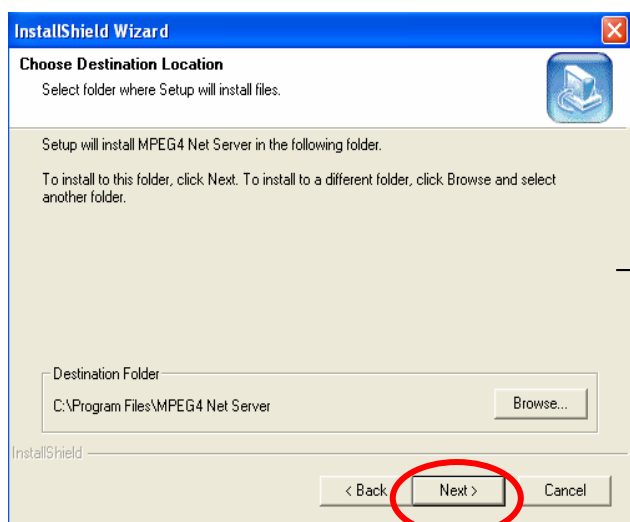 InstallShield Wizard
Choose Destination Location
Select folder where Setup will install files.
Setup will install MPEG4 Net Server in the following folder.
To install to this folder, click Next. To install to a different folder, click Browse and select
another folder.
Destination Folder
C:\Program Files\MPEG4 Net Server
Browse...
InstallShield
< Back
Next >
Cancel